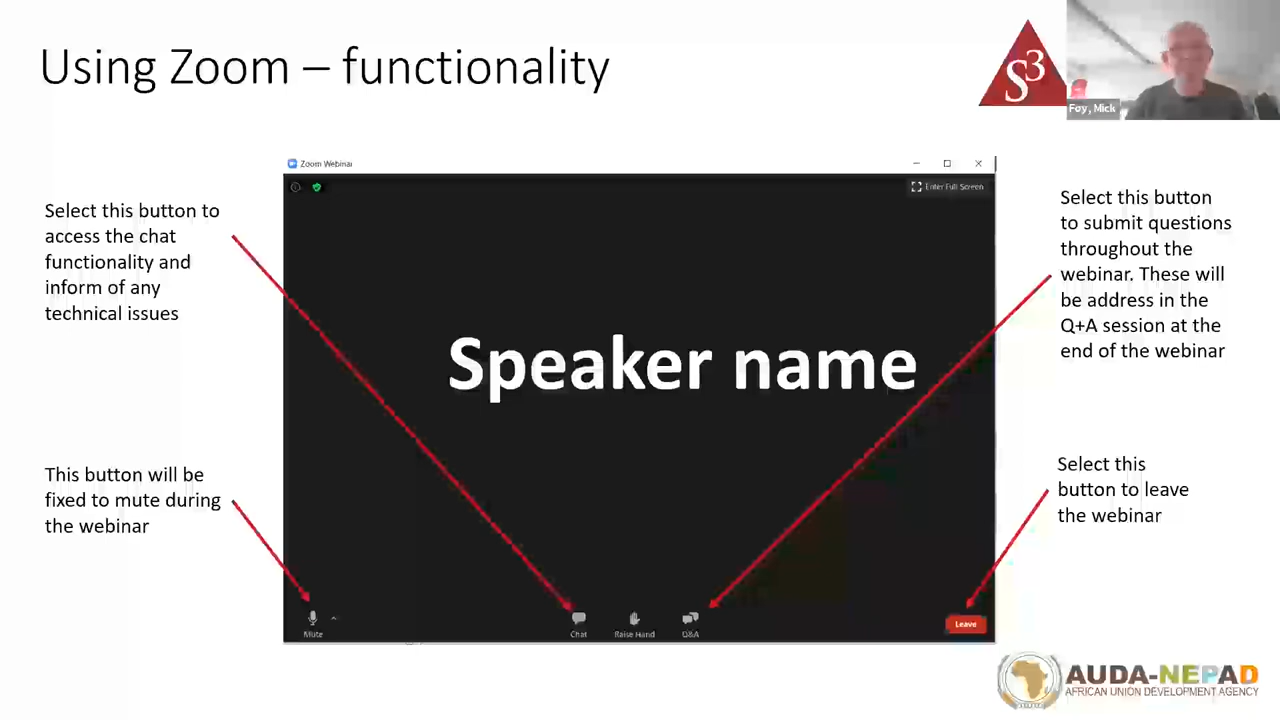 Using Zoom – functionality
S3
Foy, Mick
Zoom Webinar
Enter Full Screen
Select this button to
access the chat
functionality and
inform of any
technical issues
Select this button
to submit questions
throughout the
webinar. These will
be address in the
Q+A session at the
end of the webinar
Speaker name
This button will be
fixed to mute during
the webinar
Select this
button to leave
the webinar
Mute
Chat
Raise Hand
Q&A
Leave
AUDA-NEPAD
AFRICAN UNION DEVELOPMENT AGENCY